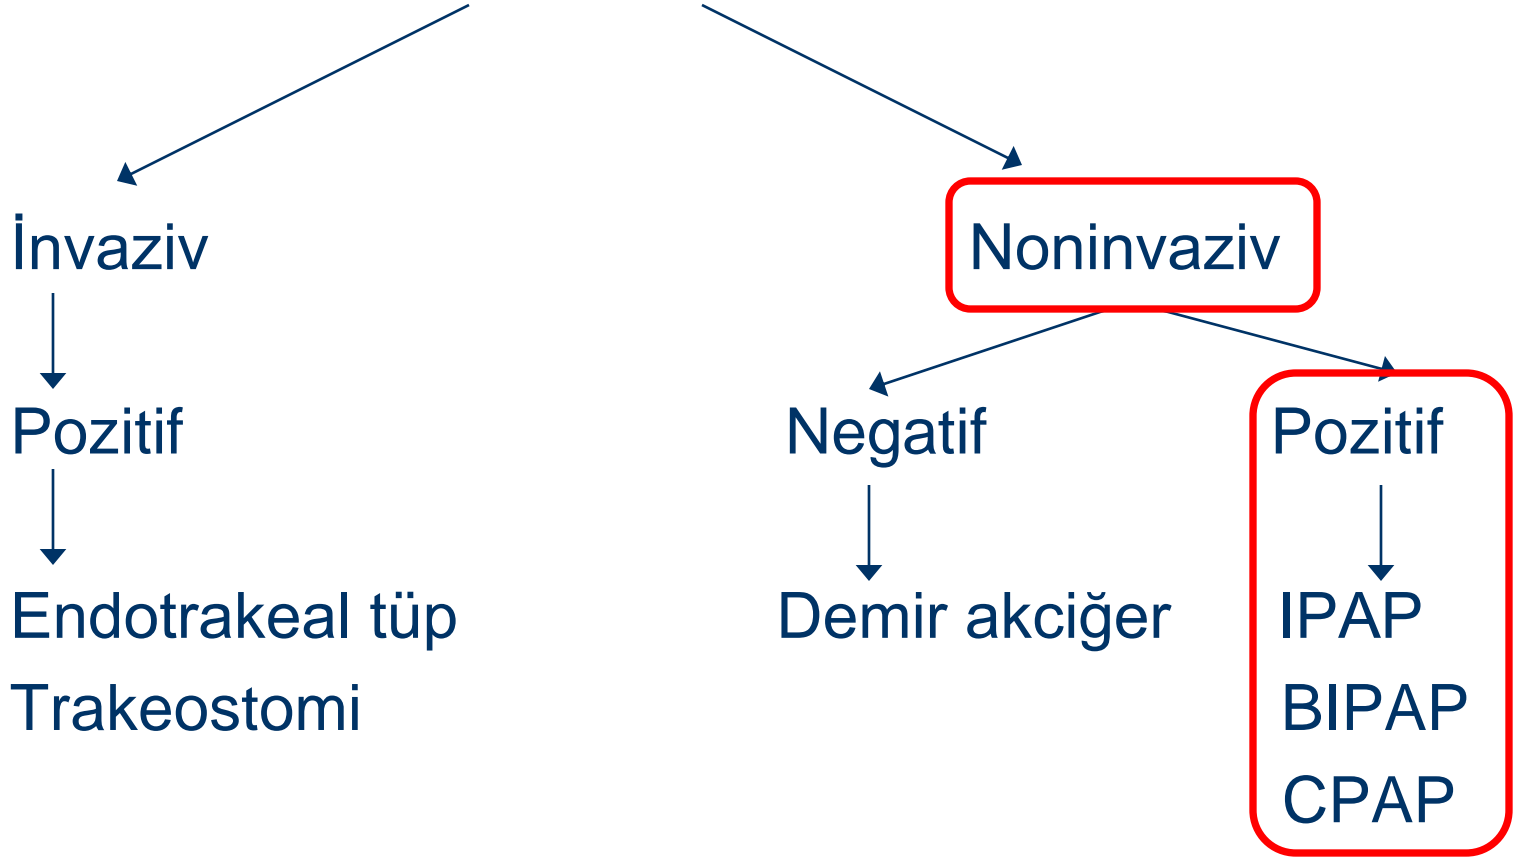 İnvaziv
Noninvaziv
Pozitif
Negatif
Pozitif
Endotrakeal tüp
Demir akciğer
IPAP
Trakeostomi
BIPAP
CPAP